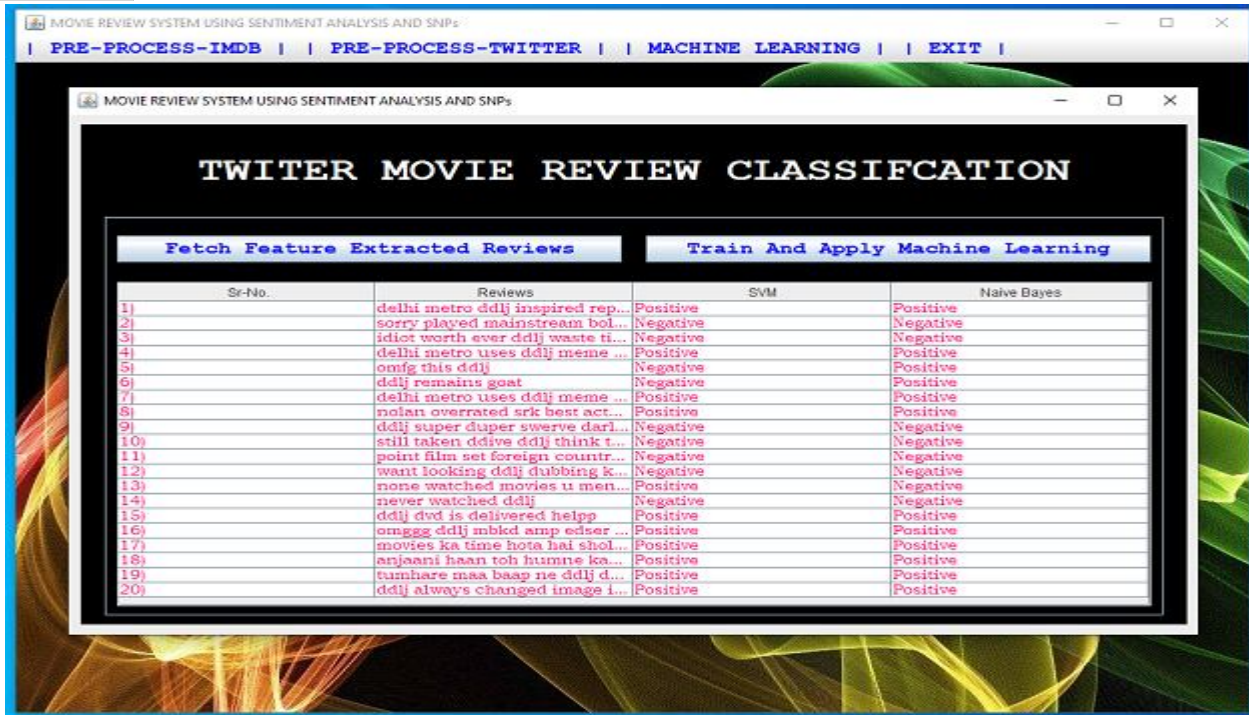 MOVIE REVIEW SYSTEM USING SENTIMENT ANALYSIS AND SNPs
| PRE-PROCESS-IMDB | | PRE-PROCESS-TWITTER | | MACHINE LEARNING | | EXIT |
MOVIE REVIEW SYSTEM USING SENTIMENT ANALYSIS AND SNPs
TWITER MOVIE REVIEW CLASSIFCATION
Fetch Feature Extracted Reviews Train And Apply Machine Learning
Sr-No. Reviews SVM Naive Bayes
1) delhi metro ddlj inspired rep... Positive Positive
2) sorry played mainstream bol... Negative Negative
3) idiot worth ever ddlj waste ti... Negative Negative
4) delhi metro uses ddlj meme ... Positive Positive
5) omfg this ddlj Negative Positive
6) ddlj remains goat Negative Positive
7) delhi metro uses ddlj meme ... Positive Positive
8) nolan overrated srk best act... Positive Positive
9) ddlj super duper swerve darl... Negative Negative
10) still taken ddive ddlj think t... Negative Negative
11) point film set foreign countr... Negative Negative
12) want looking ddlj dubbing k... Negative Negative
13) none watched movies u men... Positive Negative
14) never watched ddlj Negative Negative
15) ddlj dvd is delivered helpp Positive Positive
16) omggg ddlj mbkd amp edser ... Positive Positive
17) movies ka time hota hai shol... Positive Positive
18) anjaani haan toh humne ka... Positive Positive
19) tumhare maa baap ne ddlj d... Positive Positive
20) ddlj always changed image i... Positive Positive